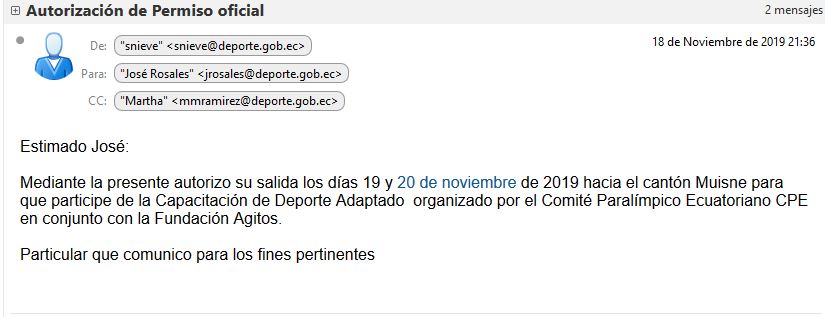 Autorización de Permiso oficial 2 mensajes
De: "snieve" <snieve@deporte.gob.ec> 18 de Noviembre de 2019 21:36
Para: "José Rosales" <jrosales@deporte.gob.ec>
CC: "Martha" <mmramirez@deporte.gob.ec>
Estimado José:
Mediante la presente autorizo su salida los días 19 y 20 de noviembre de 2019 hacia el cantón Muisne para
que participe de la Capacitación de Deporte Adaptado organizado por el Comité Paralímpico Ecuatoriano CPE
en conjunto con la Fundación Agitos.
Particular que comunico para los fines pertinentes